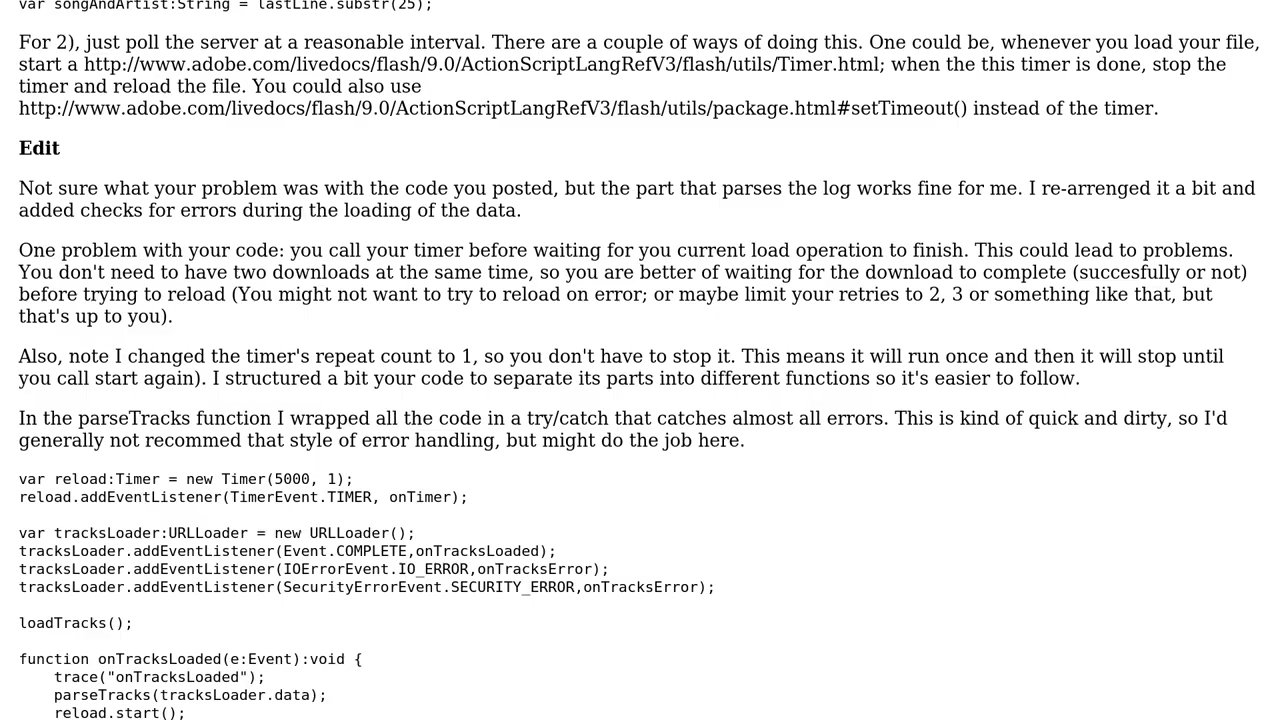 var songAndArtist:String = lastLine.substr(25);
For 2), just poll the server at a reasonable interval. There are a couple of ways of doing this. One could be, whenever you load your file,
start a http://www.adobe.com/livedocs/flash/9.0/ActionScriptLangRefV3/flash/utils/Timer.html; when the this timer is done, stop the
timer and reload the file. You could also use
http://www.adobe.com/livedocs/flash/9.0/ActionScriptLangRefV3/flash/utils/package.html#setTimeout() instead of the timer.
Edit
Not sure what your problem was with the code you posted, but the part that parses the log works fine for me. I re-arranged it a bit and
added checks for errors during the loading of the data.
One problem with your code: you call your timer before waiting for you current load operation to finish. This could lead to problems.
You don't need to have two downloads at the same time, so you are better of waiting for the download to complete (succesfully or not)
before trying to reload (You might not want to try to reload on error; or maybe limit your retries to 2, 3 or something like that, but
that's up to you).
Also, note I changed the timer's repeat count to 1, so you don't have to stop it. This means it will run once and then it will stop until
you call start again). I structured a bit your code to separate its parts into different functions so it's easier to follow.
In the parseTracks function I wrapped all the code in a try/catch that catches almost all errors. This is kind of quick and dirty, so I'd
generally not recommed that style of error handling, but might do the job here.
var reload:Timer = new Timer(5000, 1);
reload.addEventListener(TimerEvent.TIMER, onTimer);
var tracksLoader:URLLoader = new URLLoader();
tracksLoader.addEventListener(Event.COMPLETE,onTracksLoaded);
tracksLoader.addEventListener(IOErrorEvent.IO_ERROR,onTracksError);
tracksLoader.addEventListener(SecurityErrorEvent.SECURITY_ERROR,onTracksError);
loadTracks();
function onTracksLoaded(e:Event):void {
    trace("onTracksLoaded");
    parseTracks(tracksLoader.data);
    reload.start();